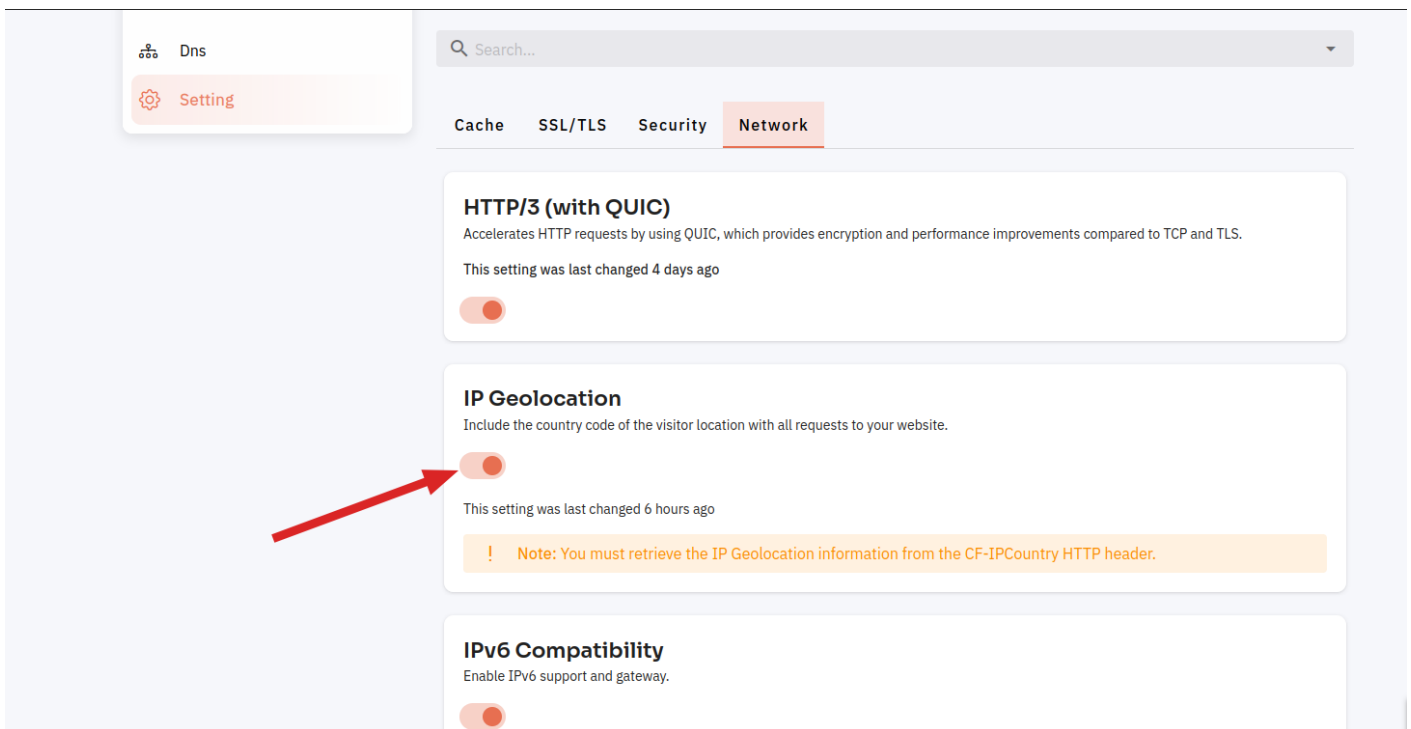 Dns
Setting
Search...
Cache SSL/TLS Security Network
HTTP/3 (with QUIC)
Accelerates HTTP requests by using QUIC, which provides encryption and performance improvements compared to TCP and TLS.
This setting was last changed 4 days ago
IP Geolocation
Include the country code of the visitor location with all requests to your website.
This setting was last changed 6 hours ago
! Note: You must retrieve the IP Geolocation information from the CF-IPCountry HTTP header.
IPv6 Compatibility
Enable IPv6 support and gateway.